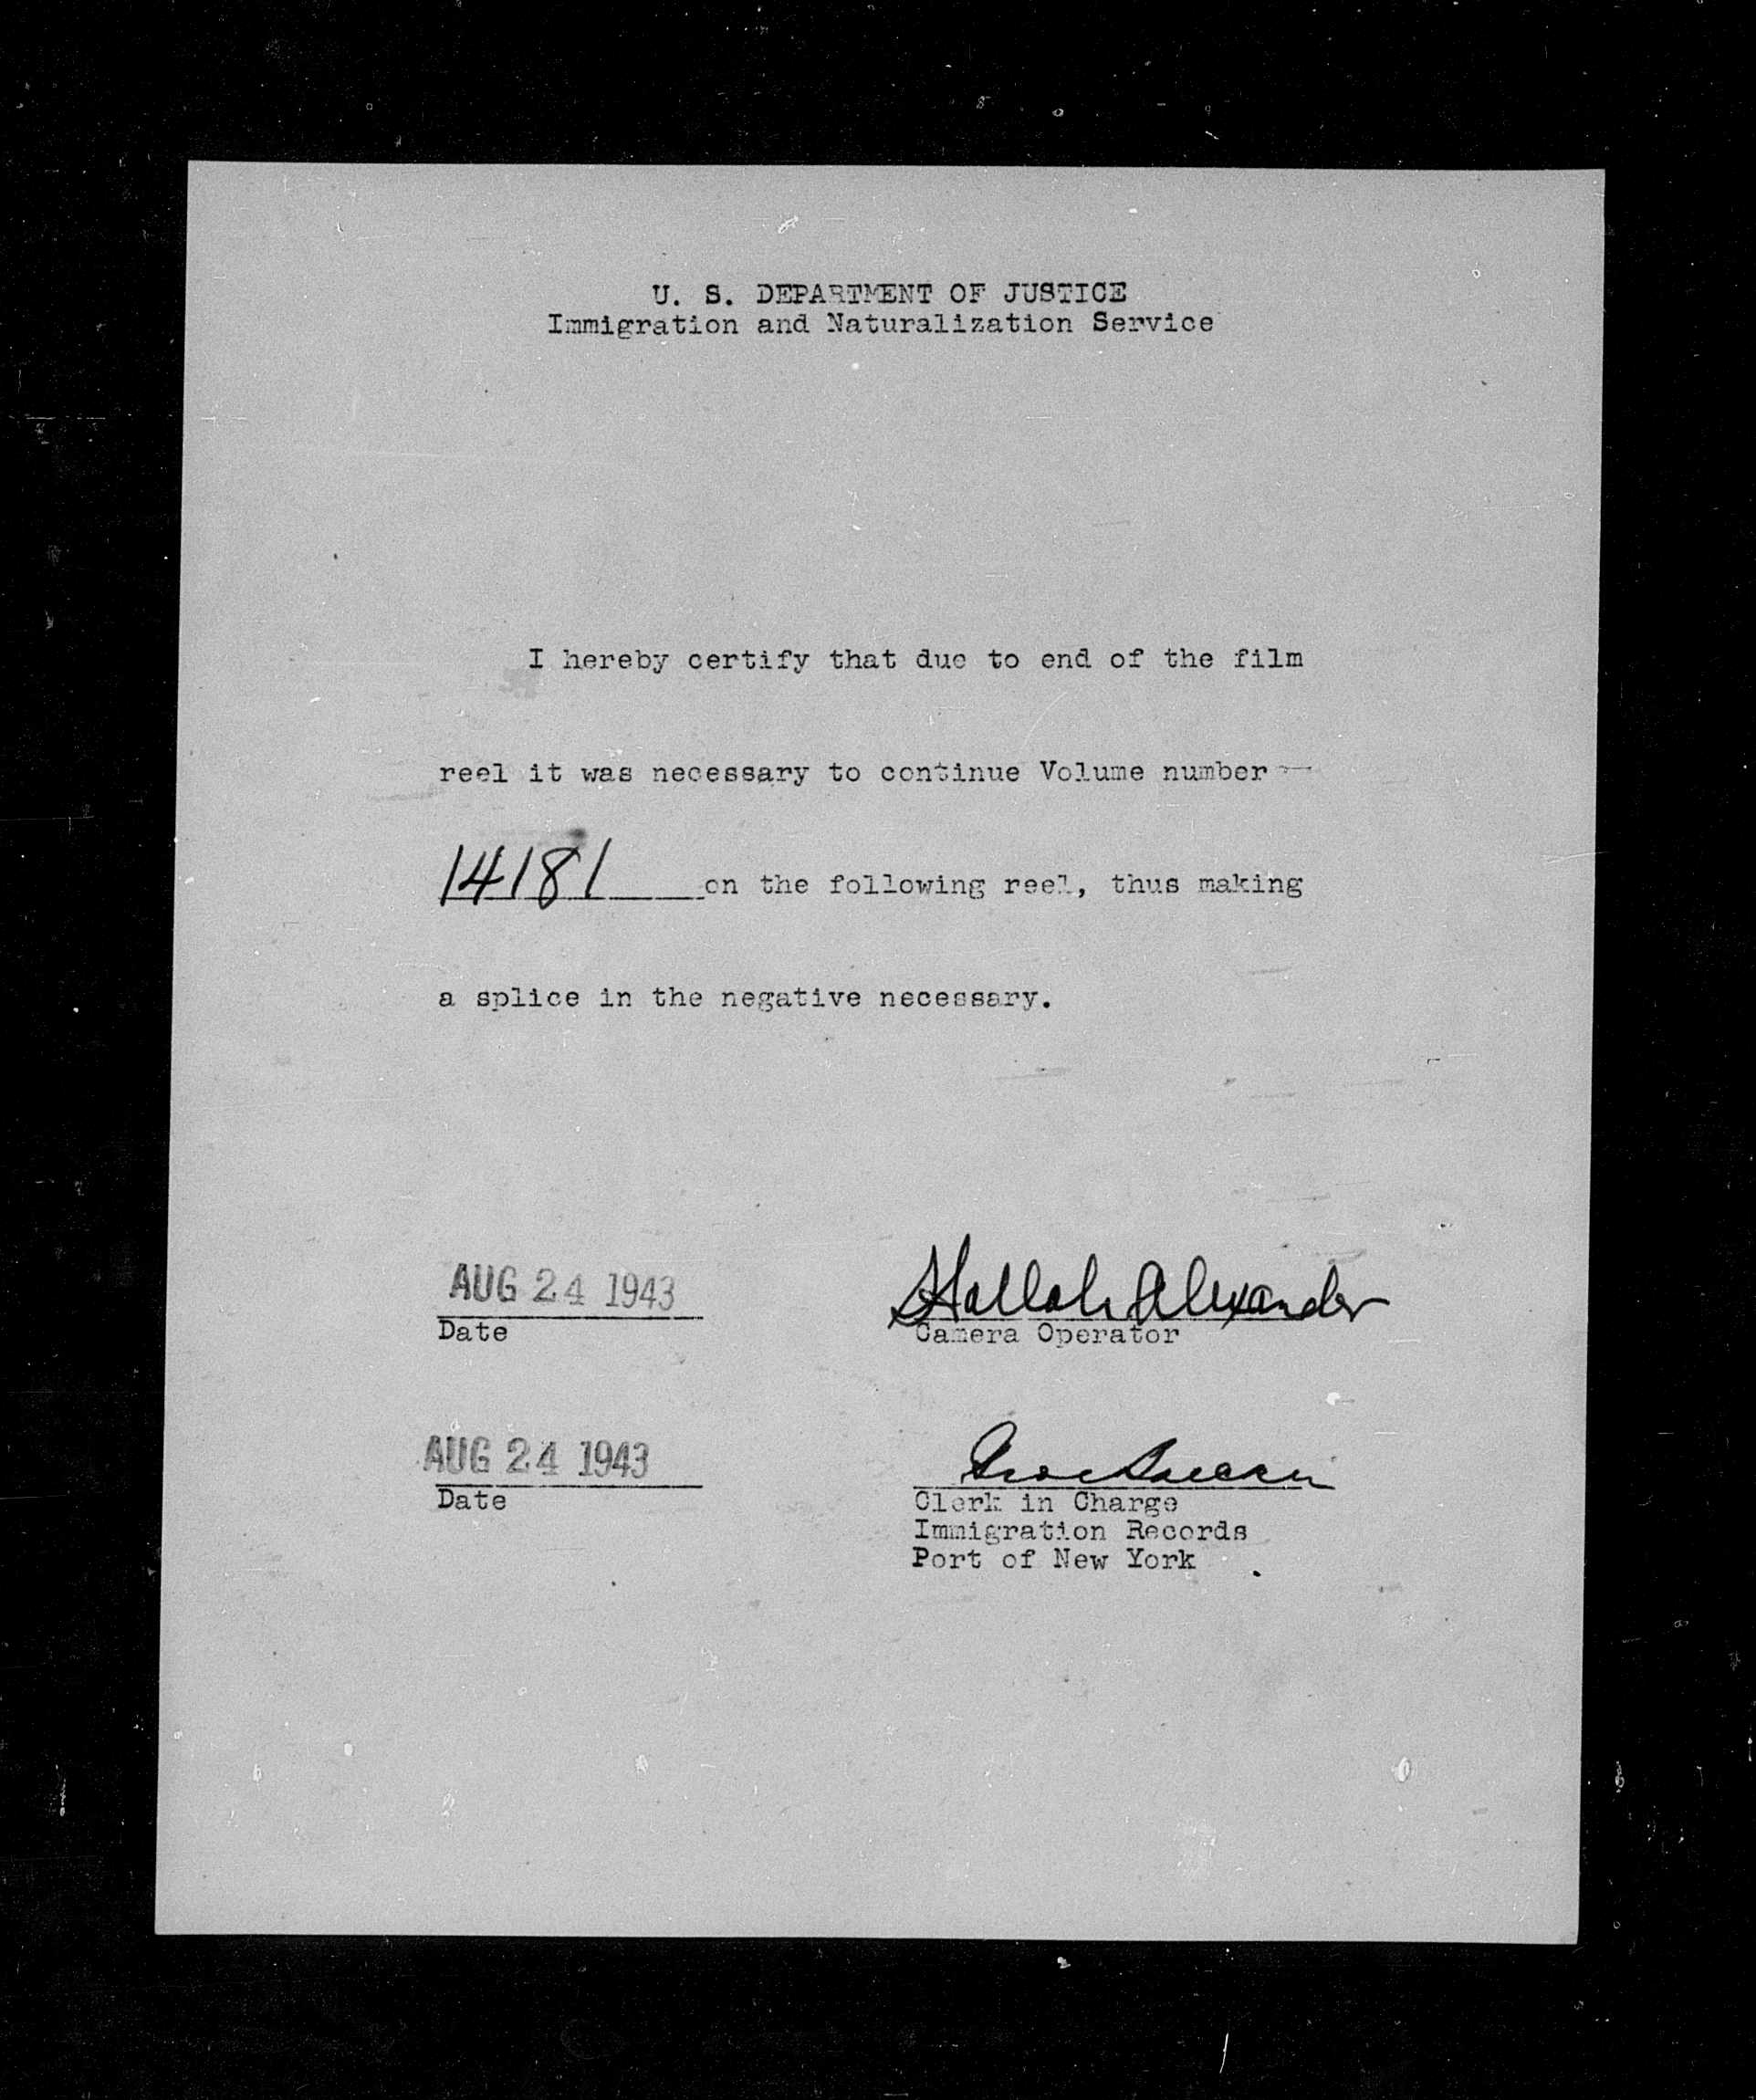 U. S. DEPARTMENT OF JUSTICE
Immigration and Naturalization Service
I hereby certify that due to end of the film
reel it was necessary to continue Volume number
14181 on the following reel, thus making
a splice in the negative necessary.
AUG 24 1943
Date
Alexander
Camera Operator
AUG 24 1943
Date
Clerk in Charge
Immigration Records
Port of New York